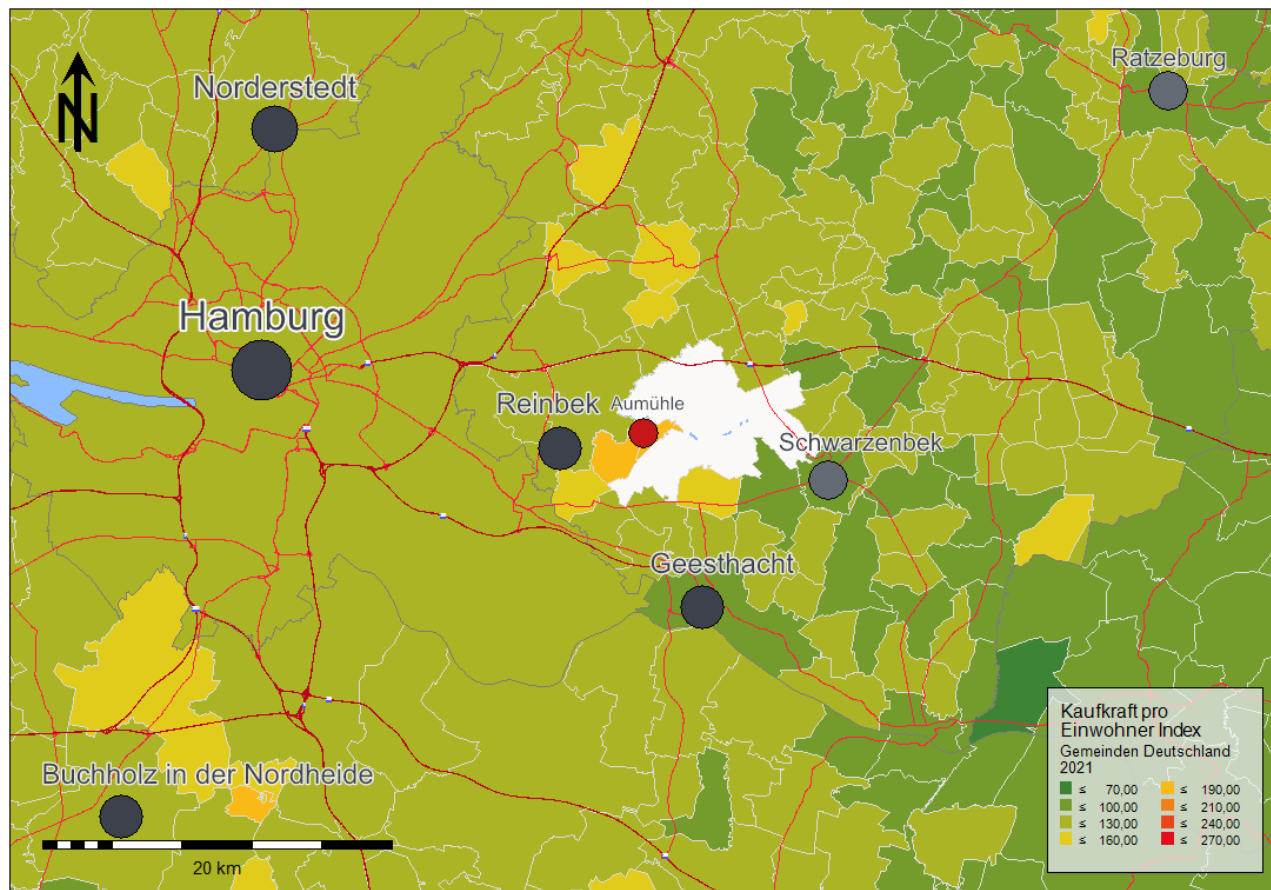 Ratzeburg
Norderstedt
N
Hamburg
Reinbek
Aumühle
Schwarzenbek
Geesthacht
Buchholz in der Nordheide
20 km
Kaufkraft pro
Einwohner Index
Gemeinden Deutschland
2021
≤ 70,00 ≤ 190,00
≤ 100,00 ≤ 210,00
≤ 130,00 ≤ 240,00
≤ 160,00 ≤ 270,00